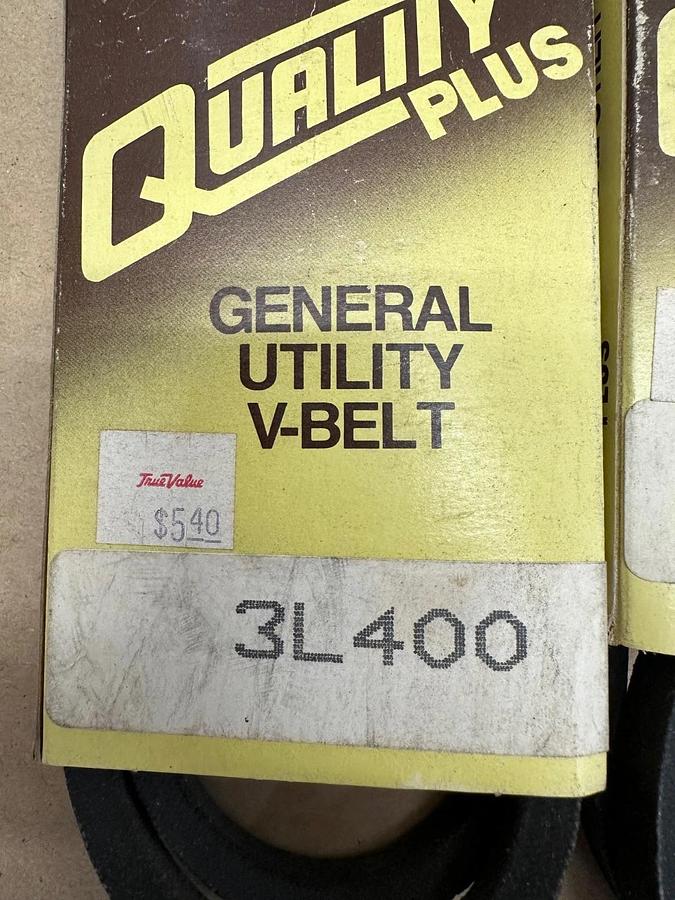 QUALITY
PLUS
GENERAL
UTILITY
V-BELT
True Value
$5.40
3L400